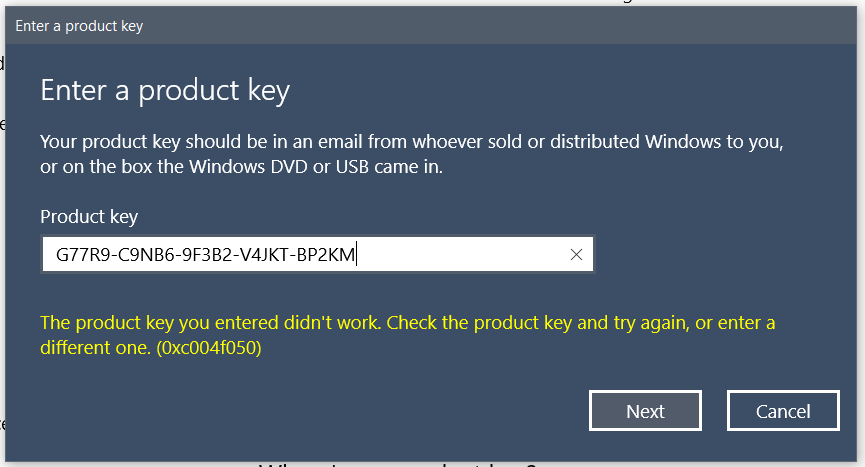 Enter a product key
Enter a product key
Your product key should be in an email from whoever sold or distributed Windows to you,
or on the box the Windows DVD or USB came in.
Product key
G77R9-C9NB6-9F3B2-V4JKT-BP2KM
The product key you entered didn't work. Check the product key and try again, or enter a
different one. (0xc004f050)
Next Cancel